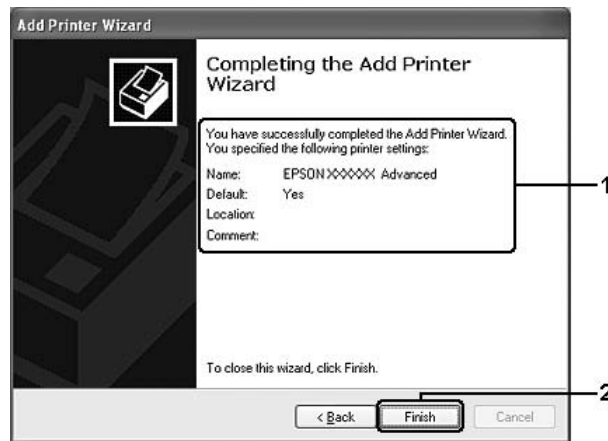 Add Printer Wizard
Completing the Add Printer
Wizard
You have successfully completed the Add Printer Wizard.
You specified the following printer settings:
Name: EPSON XXXXXX Advanced
Default: Yes
Location:
Comment:
1
To close this wizard, click Finish.
2
< Back Finish Cancel